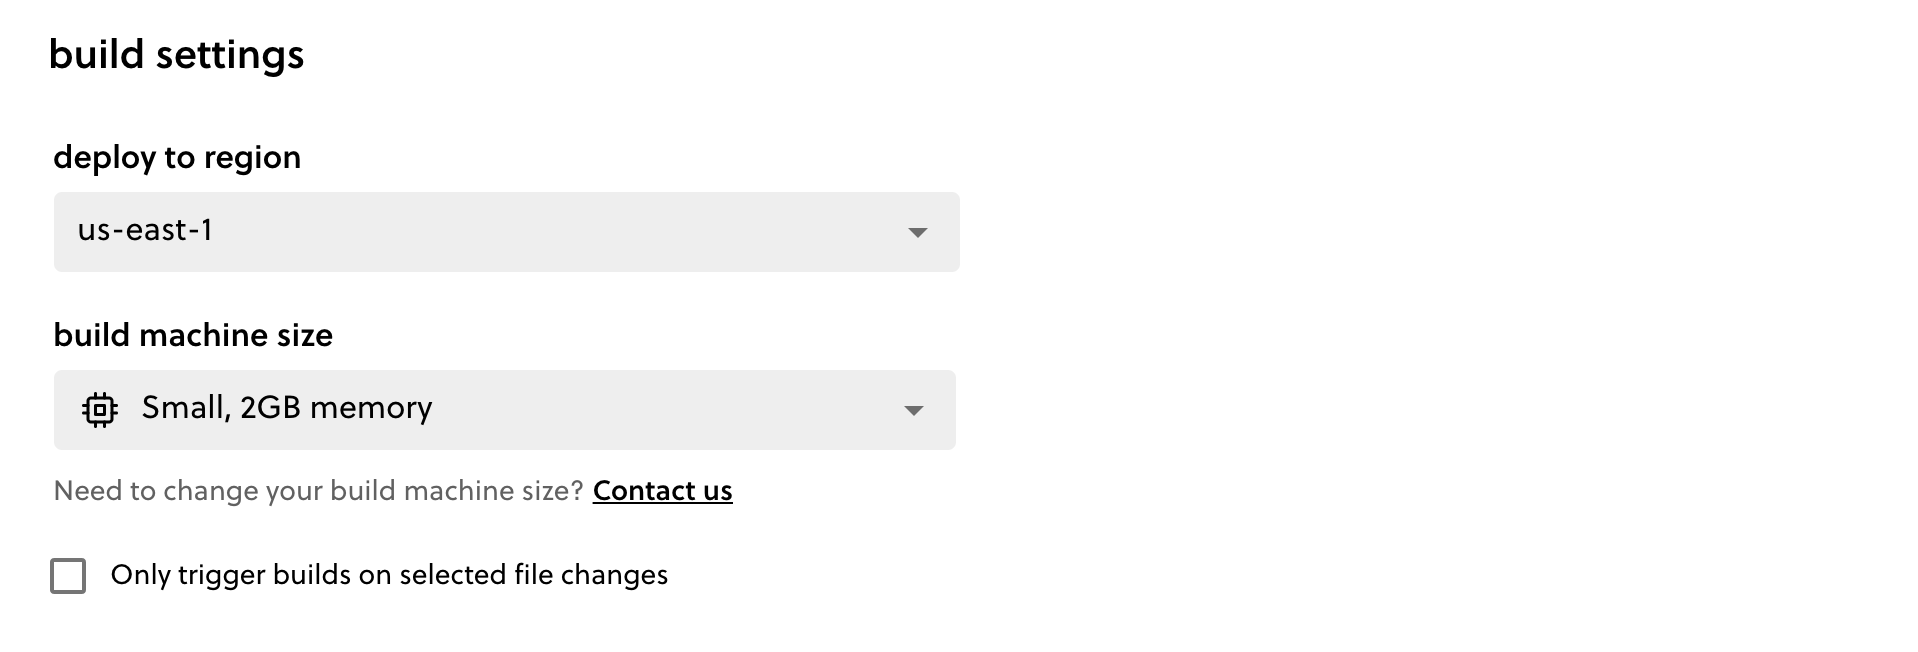 build settings
deploy to region
us-east-1
build machine size
Small, 2GB memory
Need to change your build machine size? Contact us
Only trigger builds on selected file changes